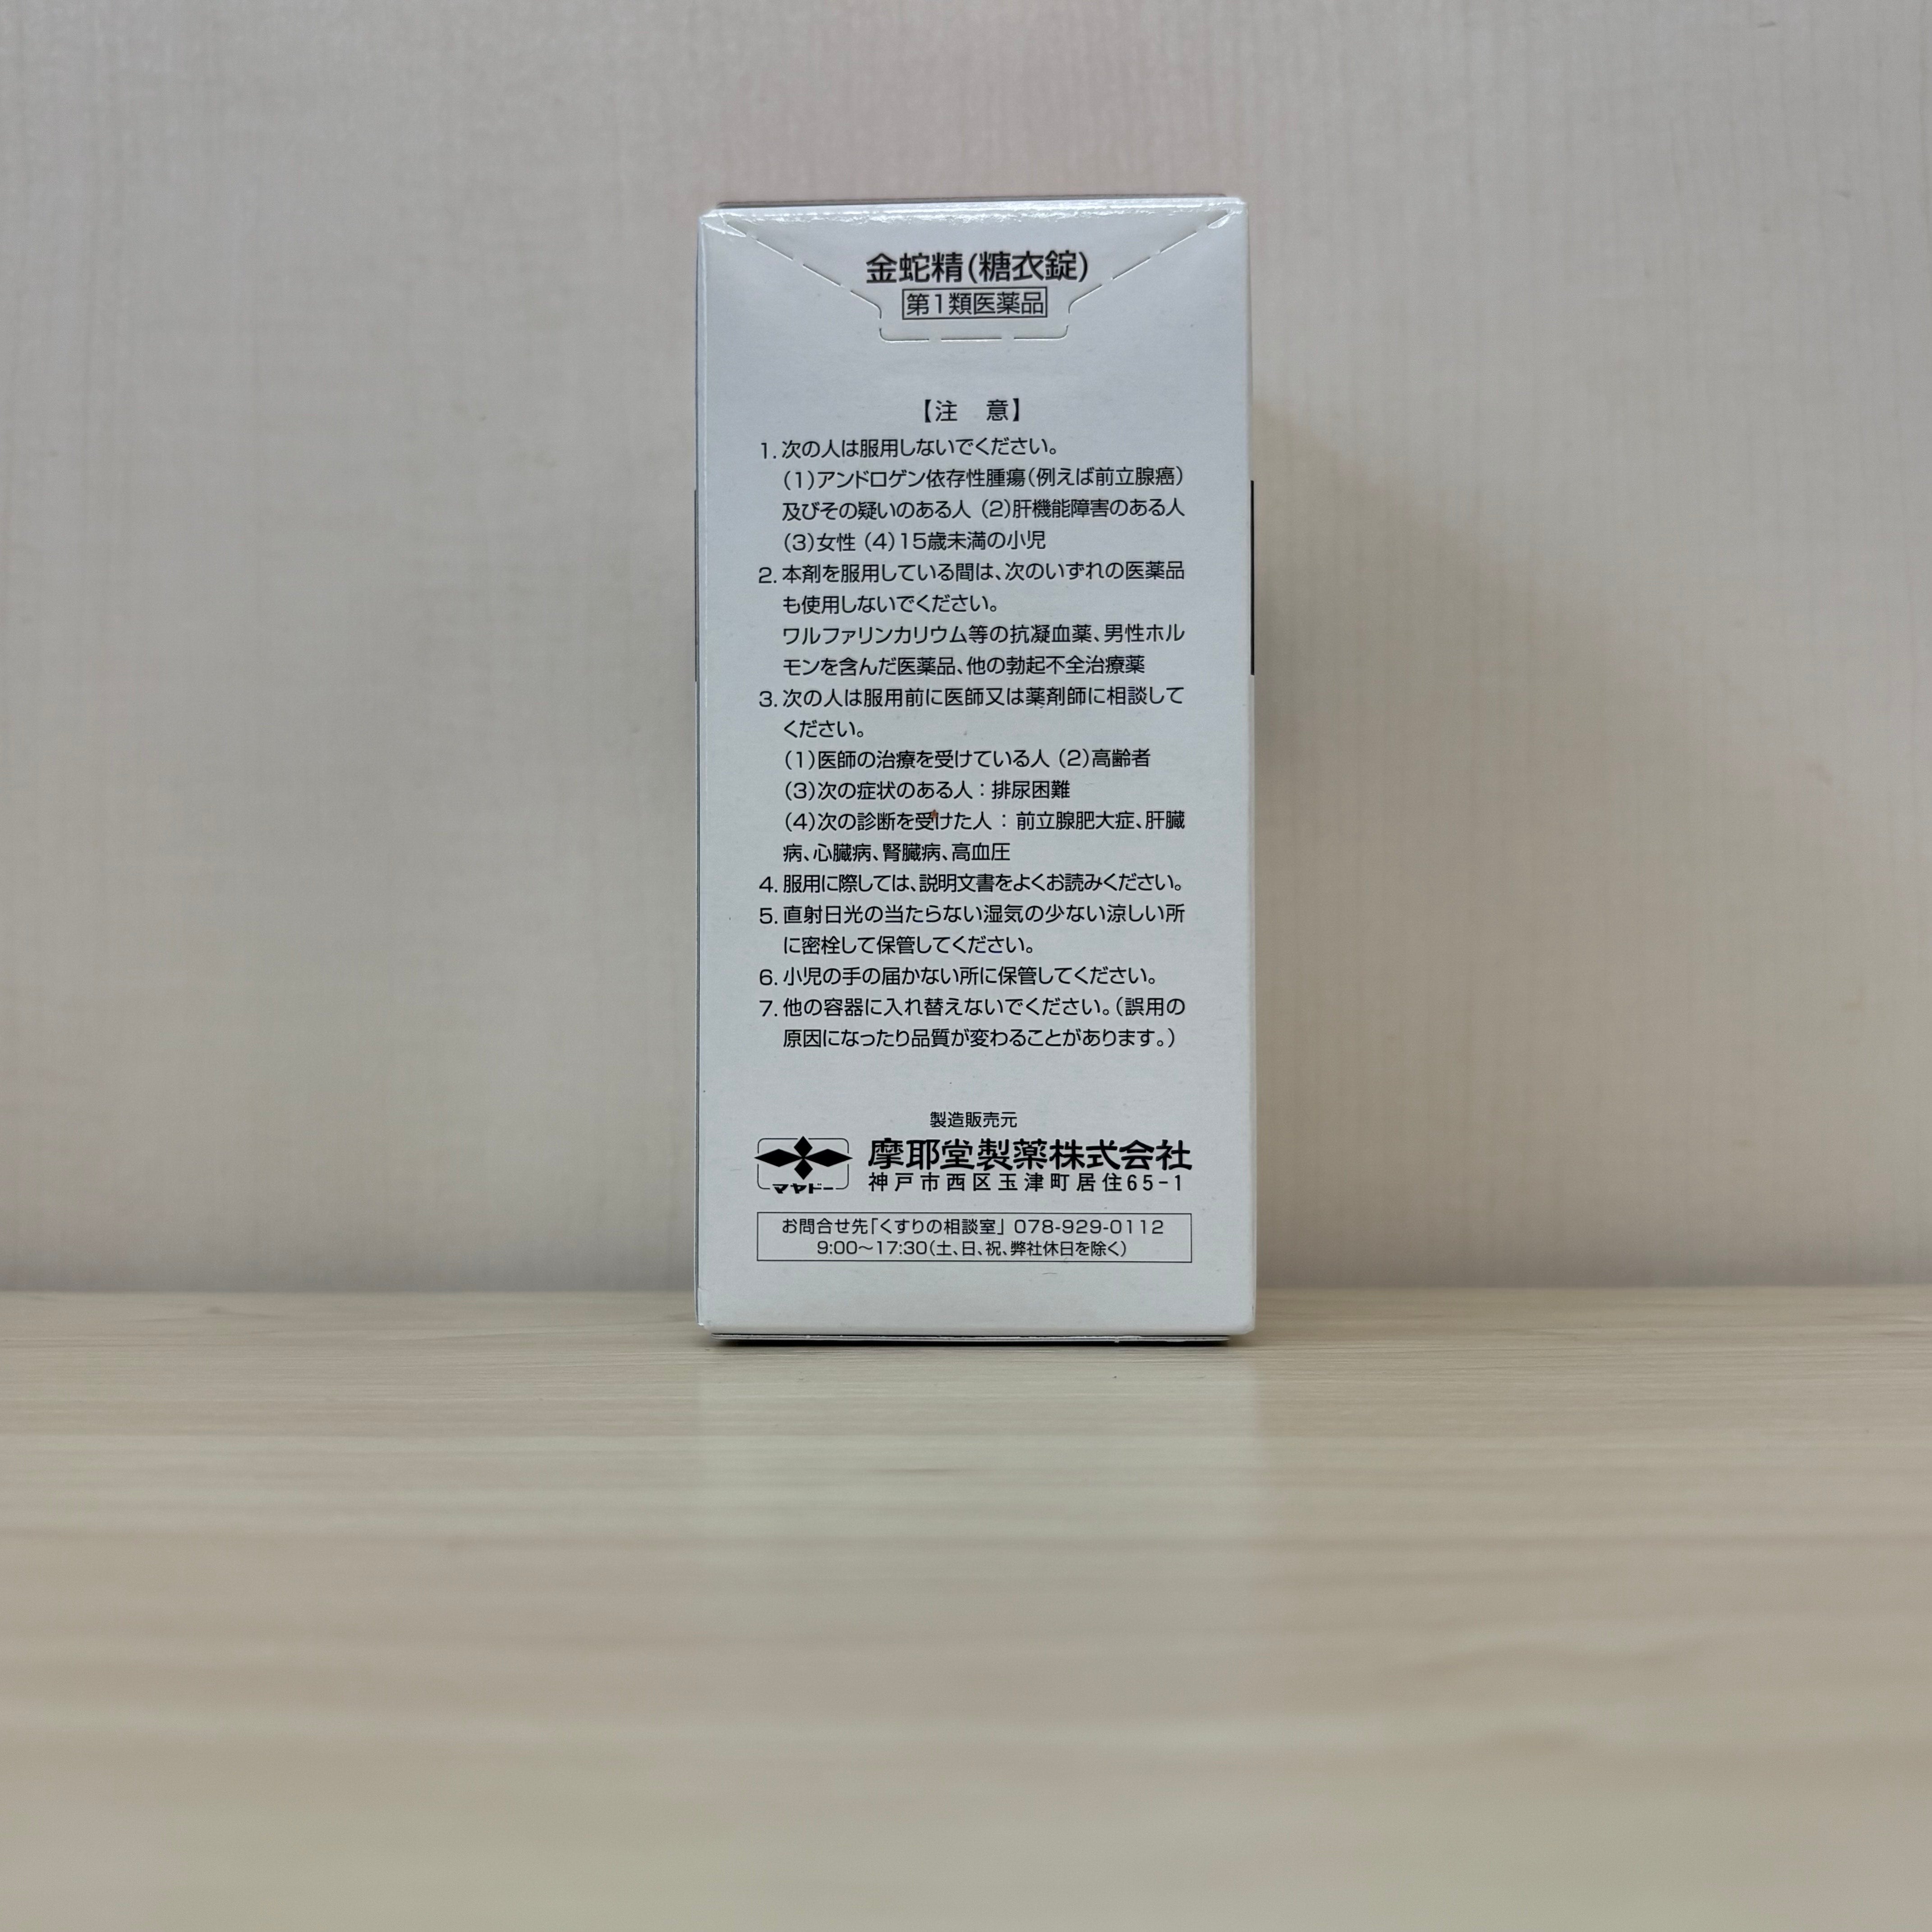 金蛇精(糖衣錠)
第1類医薬品
【注　意】
1. 次の人は服用しないでください。
(1)アンドロゲン依存性腫瘍(例えば前立腺癌)
及びその疑いのある人 (2)肝機能障害のある人
(3)女性 (4)15歳未満の小児
2. 本剤を服用している間は、次のいずれの医薬品
も使用しないでください。
ワルファリンカリウム等の抗凝血薬、男性ホル
モンを含んだ医薬品、他の勃起不全治療薬
3. 次の人は服用前に医師又は薬剤師に相談して
ください。
(1)医師の治療を受けている人 (2)高齢者
(3)次の症状のある人：排尿困難
(4)次の診断を受けた人：前立腺肥大症、肝臓
病、心臓病、腎臓病、高血圧
4. 服用に際しては、説明文書をよくお読みください。
5. 直射日光の当たらない湿気の少ない涼しい所
に密栓して保管してください。
6. 小児の手の届かない所に保管してください。
7. 他の容器に入れ替えないでください。(誤用の
原因になったり品質が変わることがあります。)
製造販売元
マヤドー
摩耶堂製薬株式会社
神戸市西区玉津町居住65-1
お問合せ先「くすりの相談室」 078-929-0112
9:00〜17:30(土、日、祝、弊社休日を除く)